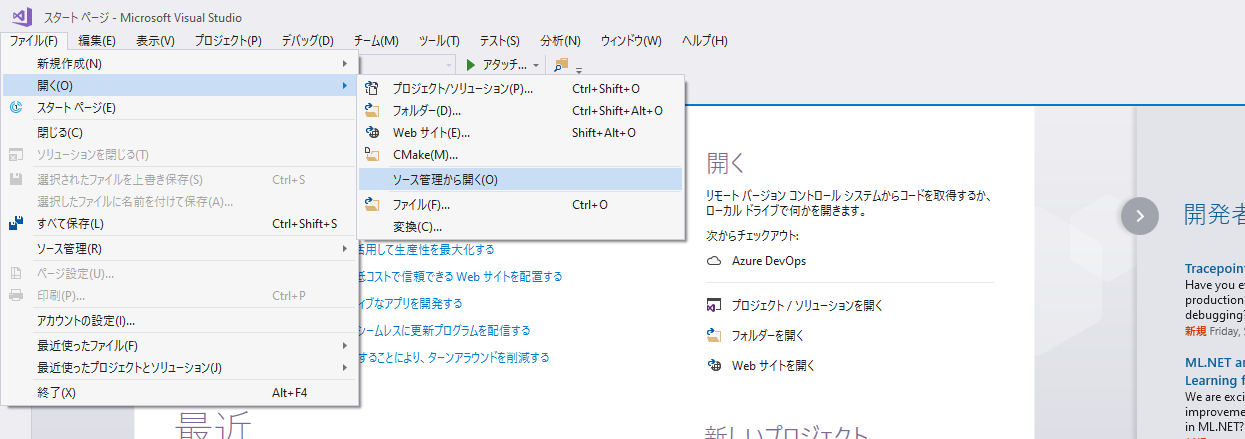 スタート ページ - Microsoft Visual Studio
ファイル(F) 編集(E) 表示(V) プロジェクト(P) デバッグ(D) チーム(M) ツール(T) テスト(S) 分析(N) ウィンドウ(W) ヘルプ(H)
アタッチ...
新規作成(N)
開く(O)
スタート ページ(E)
閉じる(C)
ソリューションを閉じる(T)
選択されたファイルを上書き保存(S) Ctrl+S
選択したファイルに名前を付けて保存(A)...
すべて保存(L) Ctrl+Shift+S
ソース管理(R)
ページ設定(U)...
印刷(P)... Ctrl+P
アカウントの設定(I)...
最近使ったファイル(F)
最近使ったプロジェクトとソリューション(J)
終了(X) Alt+F4
プロジェクト/ソリューション(P)... Ctrl+Shift+O
フォルダー(D)... Ctrl+Shift+Alt+O
Web サイト(E)... Shift+Alt+O
CMake(M)...
ソース管理から開く(O)
ファイル(F)... Ctrl+O
変換(C)...
活用して生産性を最大化する
低コストで信頼できる Web サイトを配置する
ィブなアプリを開発する
シームレスに更新プログラムを配信する
することにより、ターンアラウンドを削減する
最近
開く
リモート バージョン コントロール システムからコードを取得するか、
ローカル ドライブで何かを開きます。
次からチェックアウト:
Azure DevOps
プロジェクト / ソリューションを開く
フォルダーを開く
Web サイトを開く
新しいプロジェクト
開発者
Tracepoint
Have you ev
production
debugging?
新規 Friday, S
ML.NET an
Learning f
We are exci
improveme
in ML.NET?